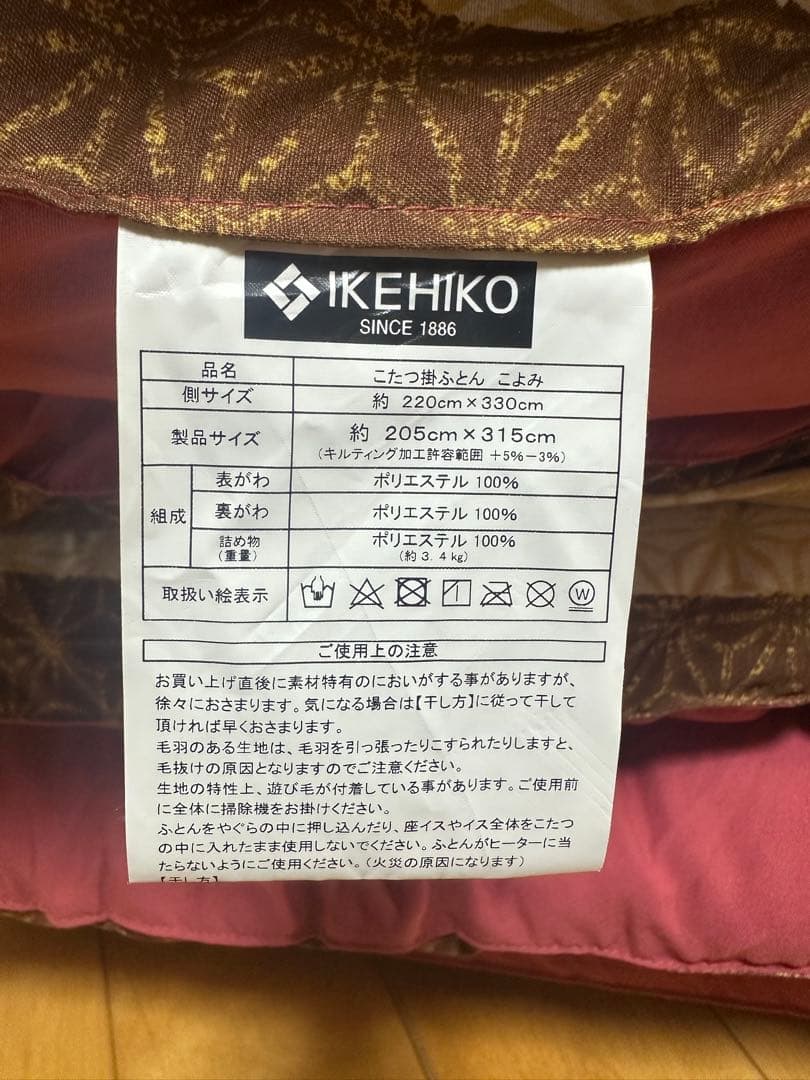 IKEHIKO
SINCE 1886
品名 こたつ掛ふとん こよみ
側サイズ 約 220cm×330cm
製品サイズ 約 205cm×315cm
(キルティング加工許容範囲 +5%-3%)
組成 表がわ ポリエステル 100%
裏がわ ポリエステル 100%
詰め物(重量) ポリエステル 100%
(約3.4kg)
取扱い絵表示 W
ご使用上の注意
お買い上げ直後に素材特有のにおいがする事がありますが、
徐々におさまります。気になる場合は【干し方】に従って干して
頂ければ早くおさまります。
毛羽のある生地は、毛羽を引っ張ったりこすられたりしますと、
毛抜けの原因となりますのでご注意ください。
生地の特性上、遊び毛が付着している事があります。ご使用前
に全体に掃除機をお掛けください。
ふとんをやぐらの中に押し込んだり、座イスやイス全体をこたつ
の中に入れたまま使用しないでください。ふとんがヒーターに当
たらないようにご使用ください。(火災の原因になります)
【干し方】